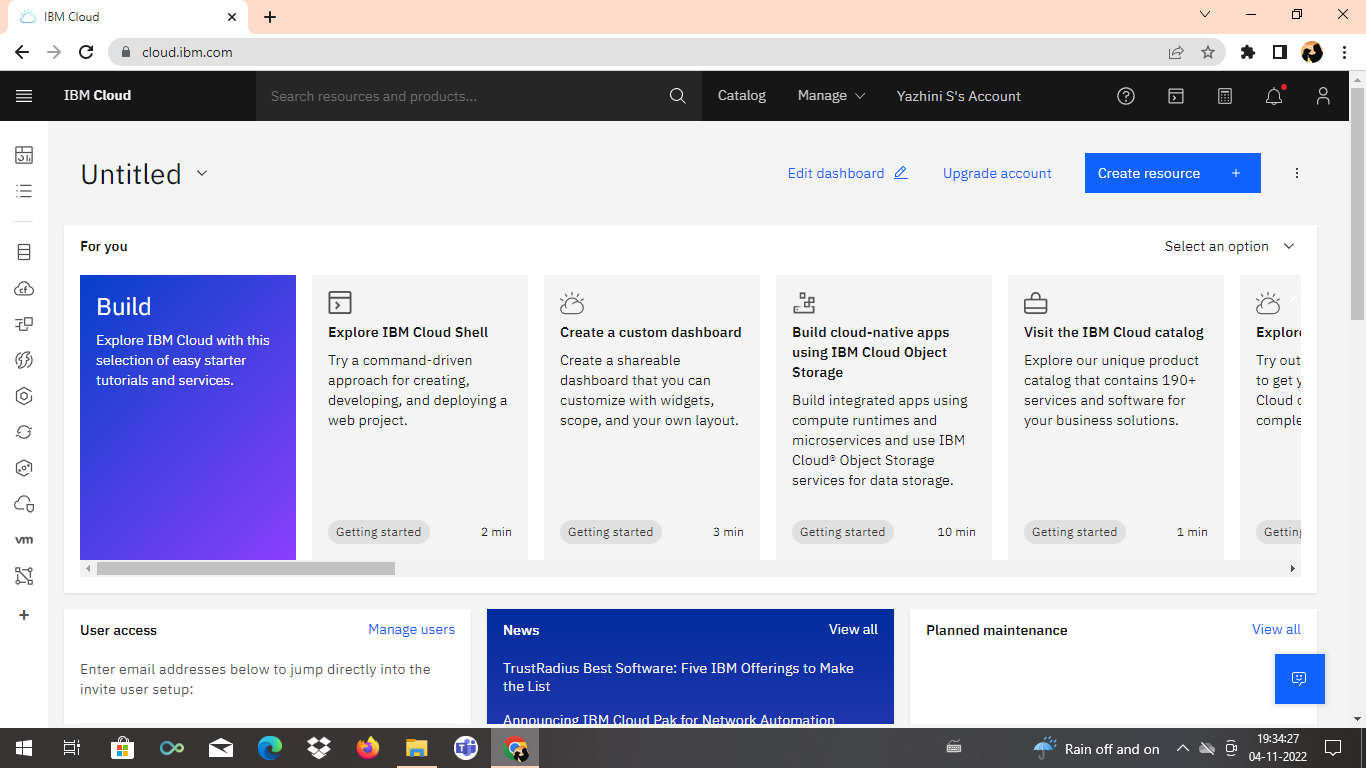 IBM Cloud
cloud.ibm.com
IBM Cloud
Search resources and products...
Catalog
Manage
Yazhini S's Account
Untitled
Edit dashboard
Upgrade account
Create resource +
For you
Select an option
Build
Explore IBM Cloud with this
selection of easy starter
tutorials and services.
Explore IBM Cloud Shell
Try a command-driven
approach for creating,
developing, and deploying a
web project.
Getting started
2 min
Create a custom dashboard
Create a shareable
dashboard that you can
customize with widgets,
scope, and your own layout.
Getting started
3 min
Build cloud-native apps
using IBM Cloud Object
Storage
Build integrated apps using
compute runtimes and
microservices and use IBM
Cloud® Object Storage
services for data storage.
Getting started
10 min
Visit the IBM Cloud catalog
Explore our unique product
catalog that contains 190+
services and software for
your business solutions.
Getting started
1 min
Explore
Try out
to get
Cloud
comple
Getting
vm
User access
Manage users
Enter email addresses below to jump directly into the
invite user setup:
News
View all
TrustRadius Best Software: Five IBM Offerings to Make
the List
Announcing IBM Cloud Pak for Network Automation
Planned maintenance
View all
Rain off and on
19:34:27
04-11-2022